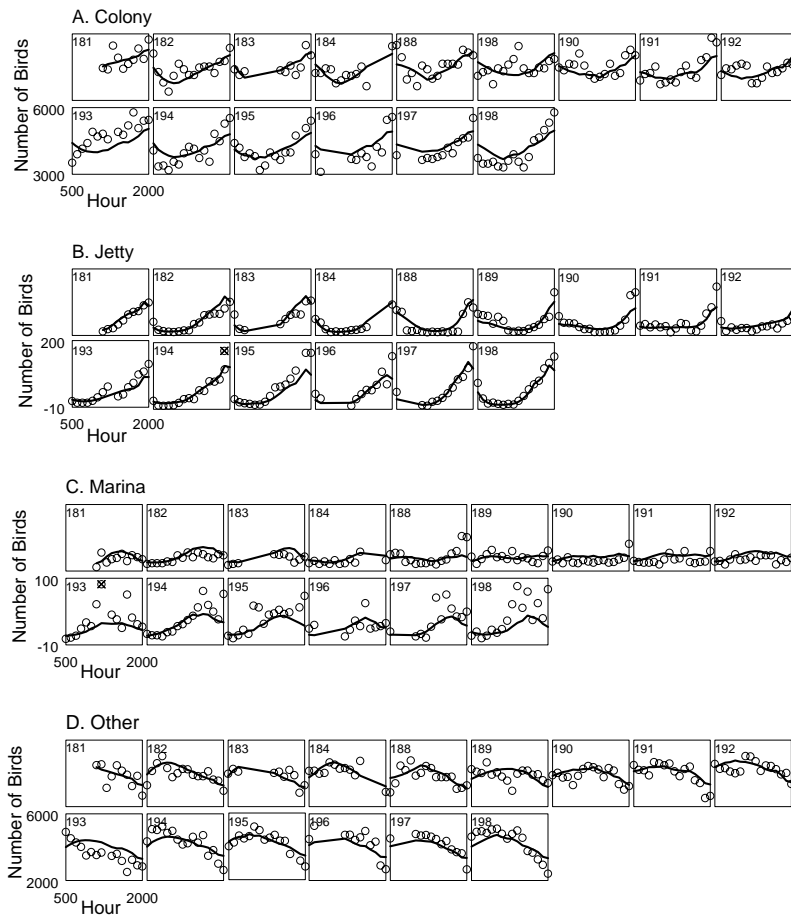 A. Colony
181 182 183 184 188 198 190 191 192
Number of Birds
6000
193 194 195 196 197 198
3000
500 2000
Hour
B. Jetty
181 182 183 184 188 189 190 191 192
Number of Birds
200
193 194 195 196 197 198
-10
500 2000
Hour
C. Marina
181 182 183 184 188 189 190 191 192
Number of Birds
100
193 194 195 196 197 198
-10
500 2000
Hour
D. Other
181 182 183 184 188 189 190 191 192
Number of Birds
6000
193 194 195 196 197 198
2000
500 2000
Hour